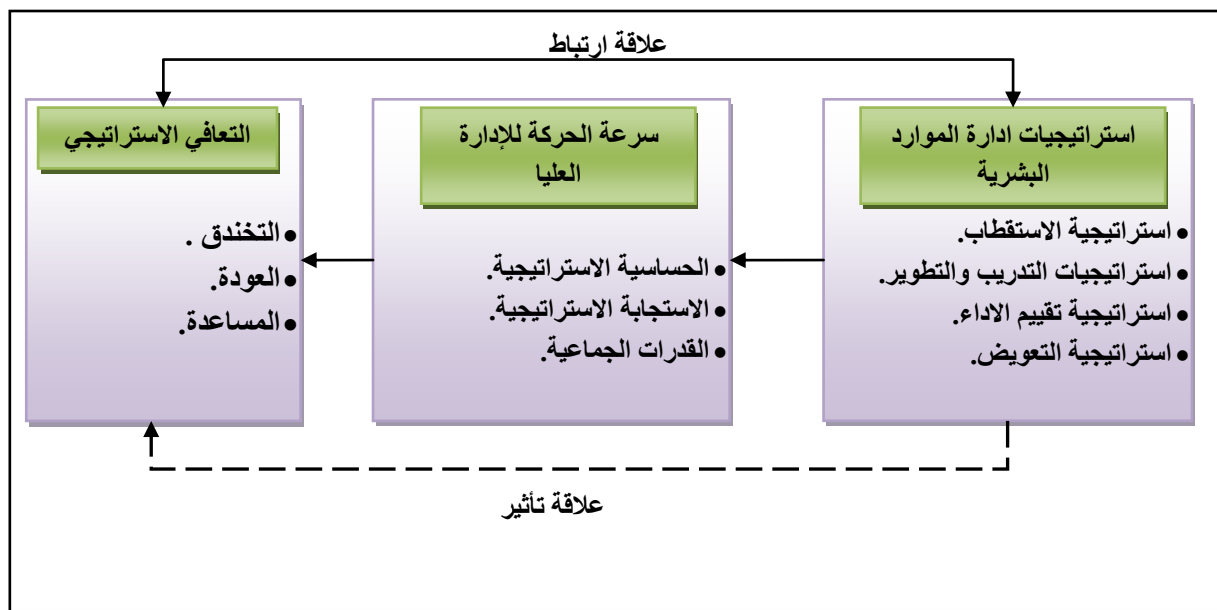 علاقة ارتباط
استراتيجيات ادارة الموارد
البشرية
• استراتيجية الاستقطاب.
• استراتيجيات التدريب والتطوير.
• استراتيجية تقييم الاداء.
• استراتيجية التعويض.
سرعة الحركة للإدارة
العليا
• الحساسية الاستراتيجية.
• الاستجابة الاستراتيجية.
• القدرات الجماعية.
التعافي الاستراتيجي
• التخندق .
• العودة.
• المساعدة.
علاقة تأثير